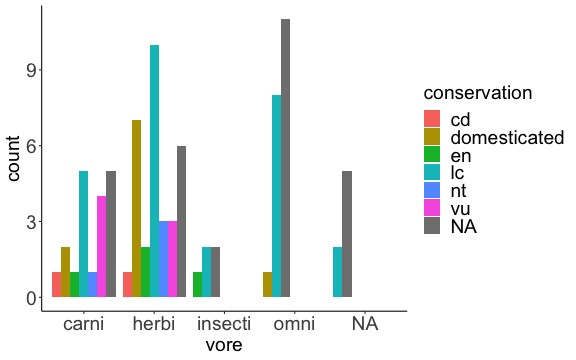 count
9
6
3
0
carni herbi insecti omni NA
vore
conservation
cd
domesticated
en
lc
nt
vu
NA